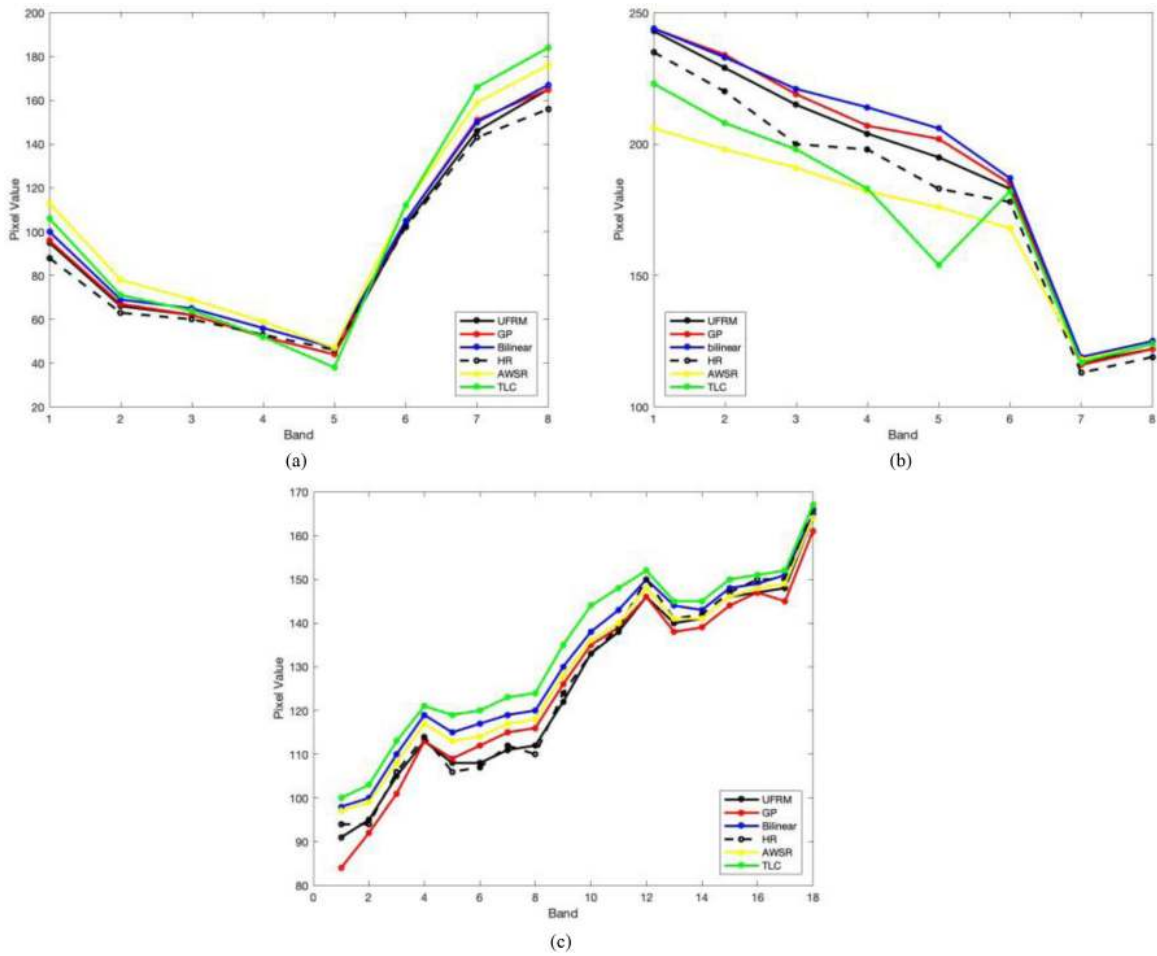 200
180
160
140
120
100
80
60
40
20
Pixel Value
1 2 3 4 5 6 7 8
Band
UFRM
GP
Bilinear
HR
AWSR
TLC
(a)
250
200
150
100
Pixel Value
1 2 3 4 5 6 7 8
Band
UFRM
GP
bilinear
HR
AWSR
TLC
(b)
170
160
150
140
130
120
110
100
90
80
Pixel Value
0 2 4 6 8 10 12 14 16 18
Band
UFRM
GP
Bilinear
HR
AWSR
TLC
(c)